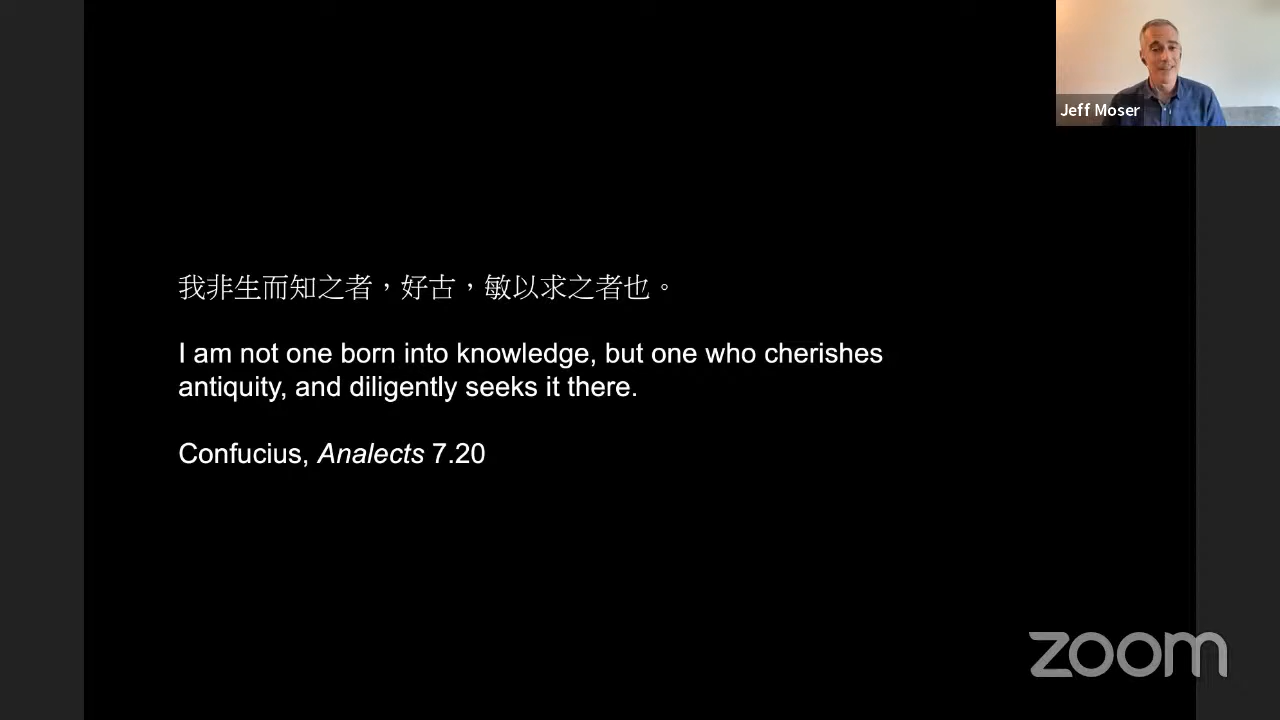 Jeff Moser
我非生而知之者，好古，敏以求之者也。
I am not one born into knowledge, but one who cherishes
antiquity, and diligently seeks it there.
Confucius, Analects 7.20
zoom